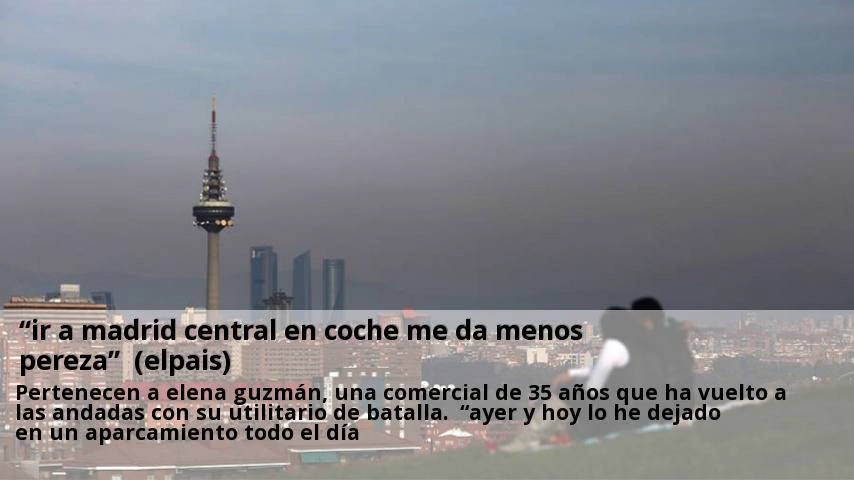 “ir a madrid central en coche me da menos
pereza” (elpais)
Pertenecen a elena guzmán, una comercial de 35 años que ha vuelto a
las andadas con su utilitario de batalla. “ayer y hoy lo he dejado
en un aparcamiento todo el día